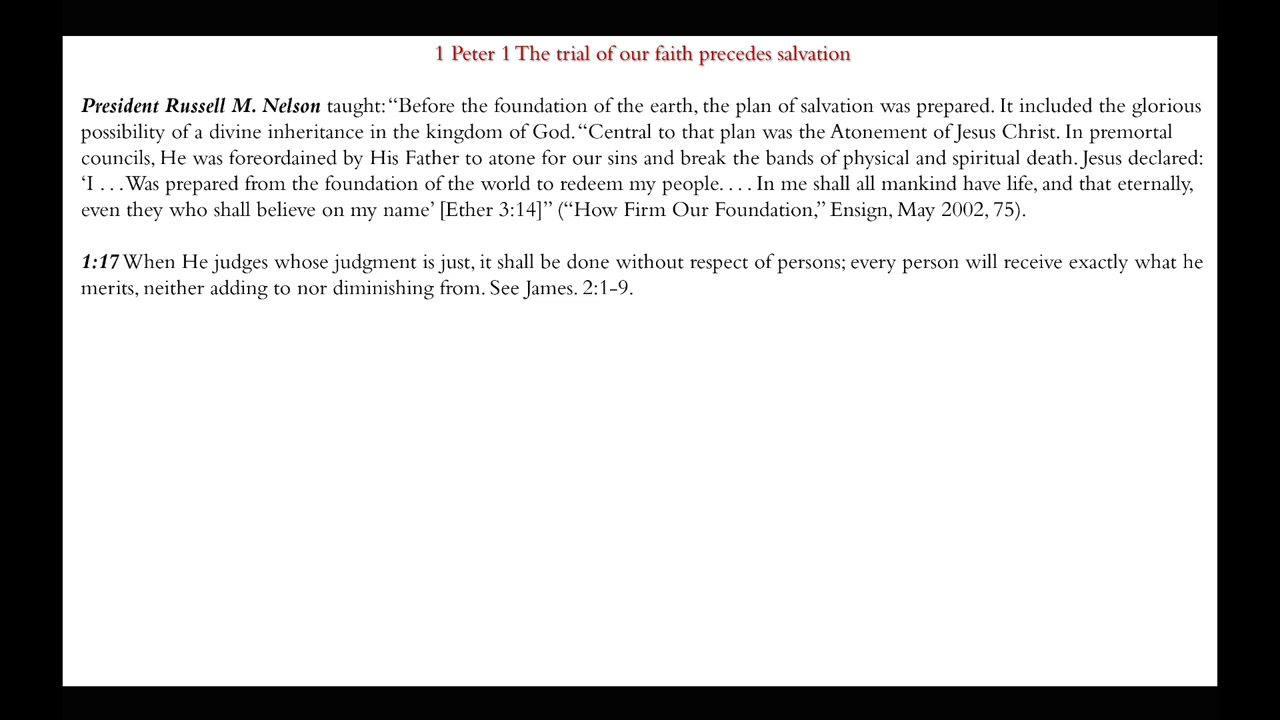 1 Peter 1 The trial of our faith precedes salvation
President Russell M. Nelson taught: “Before the foundation of the earth, the plan of salvation was prepared. It included the glorious
possibility of a divine inheritance in the kingdom of God. “Central to that plan was the Atonement of Jesus Christ. In premortal
councils, He was foreordained by His Father to atone for our sins and break the bands of physical and spiritual death. Jesus declared:
‘I . . . Was prepared from the foundation of the world to redeem my people. . . . In me shall all mankind have life, and that eternally,
even they who shall believe on my name’ [Ether 3:14]” (“How Firm Our Foundation,” Ensign, May 2002, 75).
1:17 When He judges whose judgment is just, it shall be done without respect of persons; every person will receive exactly what he
merits, neither adding to nor diminishing from. See James. 2:1-9.